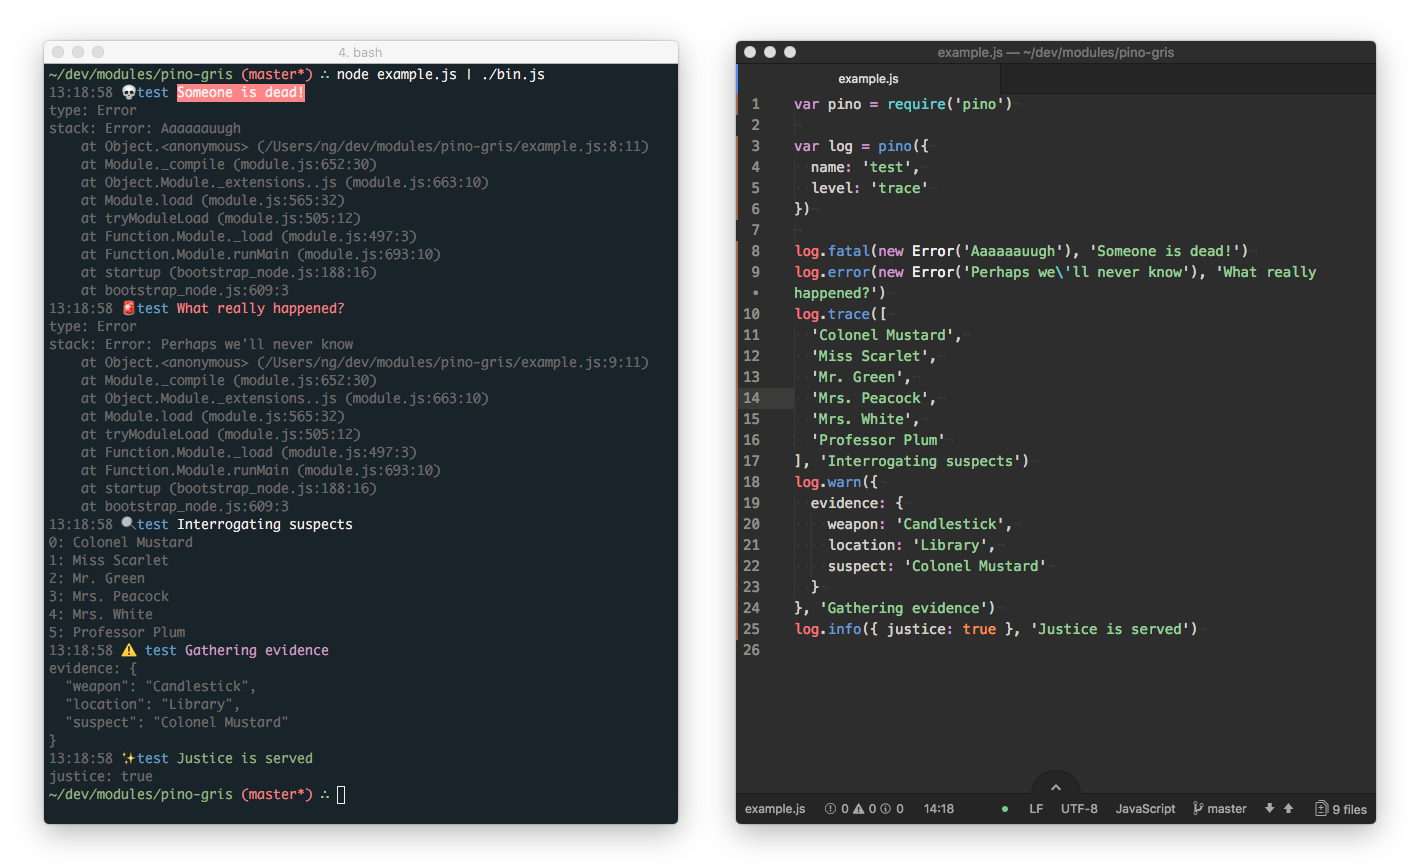 4. bash
~/dev/modules/pino-gris (master*) ∴ node example.js | ./bin.js
13:18:58 💀test Someone is dead!
type: Error
stack: Error: Aaaaaauugh
    at Object.<anonymous> (/Users/ng/dev/modules/pino-gris/example.js:8:11)
    at Module._compile (module.js:652:30)
    at Object.Module._extensions..js (module.js:663:10)
    at Module.load (module.js:565:32)
    at tryModuleLoad (module.js:505:12)
    at Function.Module._load (module.js:497:3)
    at Function.Module.runMain (module.js:693:10)
    at startup (bootstrap_node.js:188:16)
    at bootstrap_node.js:609:3
13:18:58 🚨test What really happened?
type: Error
stack: Error: Perhaps we'll never know
    at Object.<anonymous> (/Users/ng/dev/modules/pino-gris/example.js:9:11)
    at Module._compile (module.js:652:30)
    at Object.Module._extensions..js (module.js:663:10)
    at Module.load (module.js:565:32)
    at tryModuleLoad (module.js:505:12)
    at Function.Module._load (module.js:497:3)
    at Function.Module.runMain (module.js:693:10)
    at startup (bootstrap_node.js:188:16)
    at bootstrap_node.js:609:3
13:18:58 🔍test Interrogating suspects
0: Colonel Mustard
1: Miss Scarlet
2: Mr. Green
3: Mrs. Peacock
4: Mrs. White
5: Professor Plum
13:18:58 ⚠️ test Gathering evidence
evidence: {
  "weapon": "Candlestick",
  "location": "Library",
  "suspect": "Colonel Mustard"
}
13:18:58 ✨test Justice is served
justice: true
~/dev/modules/pino-gris (master*) ∴
example.js — ~/dev/modules/pino-gris
example.js
1 var pino = require('pino')
2
3 var log = pino({
4   name: 'test',
5   level: 'trace'
6 })
7
8 log.fatal(new Error('Aaaaaauugh'), 'Someone is dead!')
9 log.error(new Error('Perhaps we\'ll never know'), 'What really
• happened?')
10 log.trace([
11   'Colonel Mustard',
12   'Miss Scarlet',
13   'Mr. Green',
14   'Mrs. Peacock',
15   'Mrs. White',
16   'Professor Plum'
17 ], 'Interrogating suspects')
18 log.warn({
19   evidence: {
20     weapon: 'Candlestick',
21     location: 'Library',
22     suspect: 'Colonel Mustard'
23   }
24 }, 'Gathering evidence')
25 log.info({ justice: true }, 'Justice is served')
26
example.js 0 0 0 14:18 LF UTF-8 JavaScript master 9 files